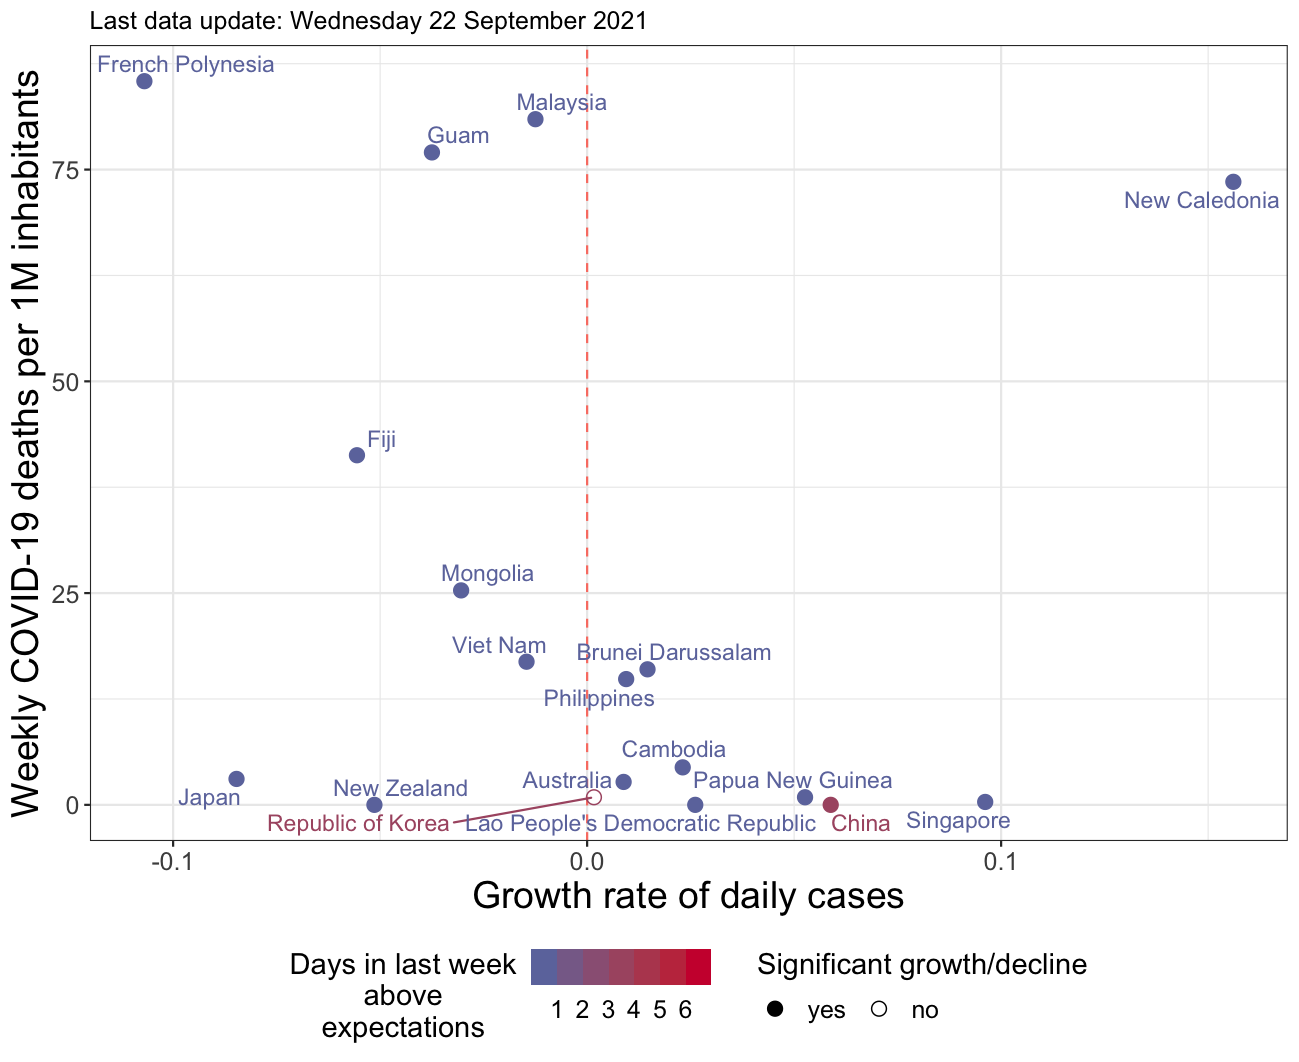 Last data update: Wednesday 22 September 2021
Weekly COVID-19 deaths per 1M inhabitants
75
50
25
0
French Polynesia
Malaysia
Guam
New Caledonia
Fiji
Mongolia
Viet Nam
Brunei Darussalam
Philippines
Cambodia
Japan
New Zealand
Australia
Papua New Guinea
Republic of Korea
Lao People's Democratic Republic
China
Singapore
-0.1
0.0
0.1
Growth rate of daily cases
Days in last week
above
expectations
1 2 3 4 5 6
Significant growth/decline
yes
no